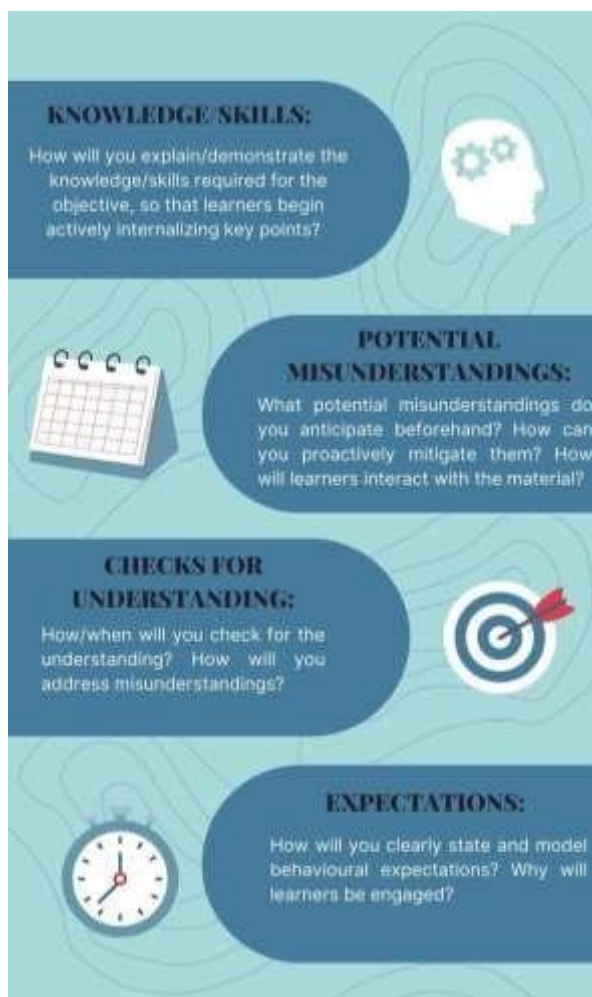 KNOWLEDGE/SKILLS:
How will you explain/demonstrate the
knowledge/skills required for the
objective, so that learners begin
actively internalizing key points?
POTENTIAL
MISUNDERSTANDINGS:
What potential misunderstandings do
you anticipate beforehand? How can
you proactively mitigate them? How
will learners interact with the material?
CHECKS FOR
UNDERSTANDING:
How/when will you check for the
understanding? How will you
address misunderstandings?
EXPECTATIONS:
How will you clearly state and model
behavioural expectations? Why will
learners be engaged?